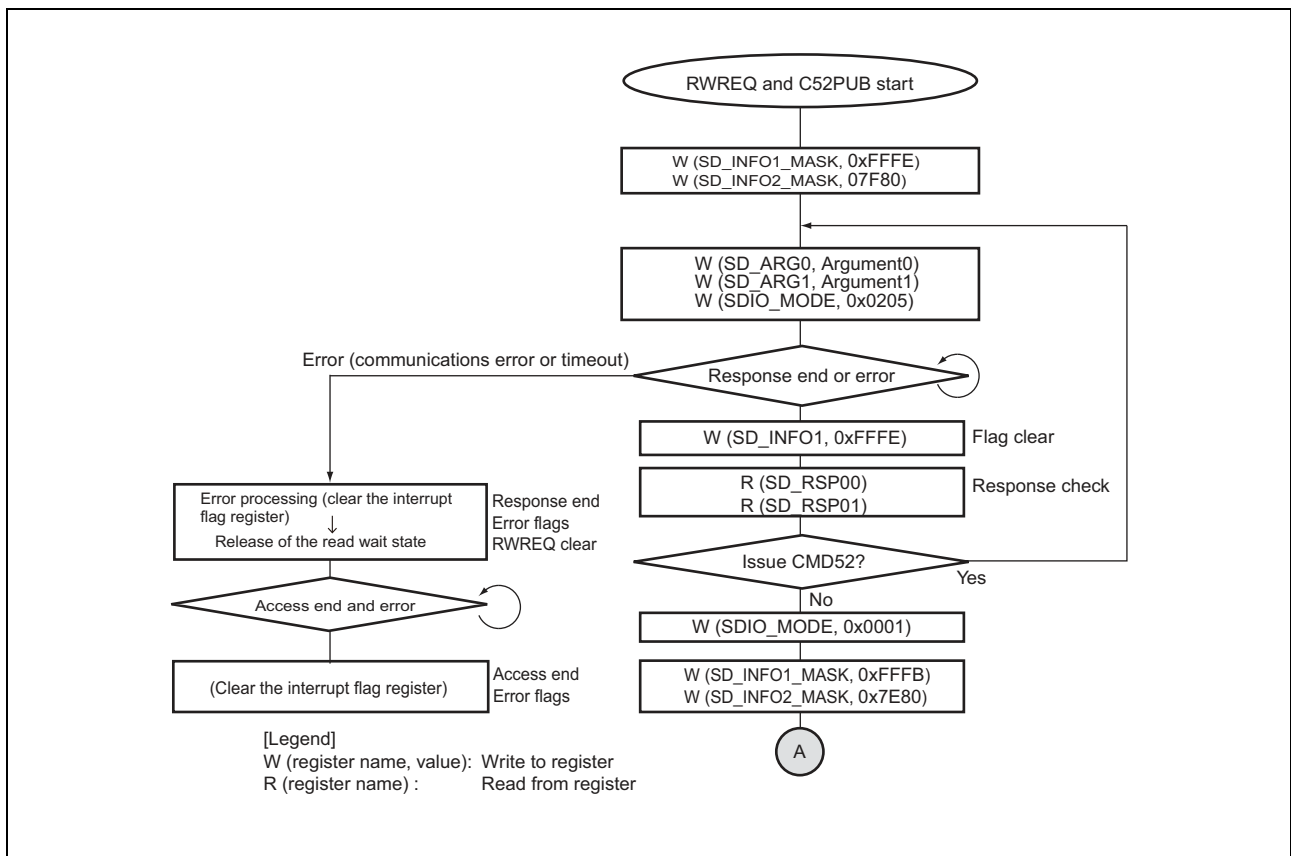 RWREQ and C52PUB start
W (SD_INFO1_MASK, 0xFFFE)
W (SD_INFO2_MASK, 07F80)
W (SD_ARG0, Argument0)
W (SD_ARG1, Argument1)
W (SDIO_MODE, 0x0205)
Error (communications error or timeout)
Response end or error
W (SD_INFO1, 0xFFFE)
Flag clear
R (SD_RSP00)
R (SD_RSP01)
Response check
Error processing (clear the interrupt
flag register)
↓
Release of the read wait state
Response end
Error flags
RWREQ clear
Issue CMD52?
Yes
No
Access end and error
W (SDIO_MODE, 0x0001)
(Clear the interrupt flag register)
Access end
Error flags
W (SD_INFO1_MASK, 0xFFFB)
W (SD_INFO2_MASK, 0x7E80)
A
[Legend]
W (register name, value): Write to register
R (register name) : Read from register